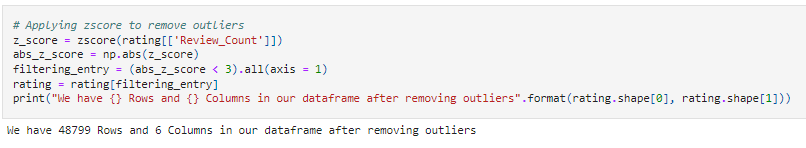 # Applying zscore to remove outliers
z_score = zscore(rating[['Review_Count']])
abs_z_score = np.abs(z_score)
filtering_entry = (abs_z_score < 3).all(axis = 1)
rating = rating[filtering_entry]
print("We have {} Rows and {} Columns in our dataframe after removing outliers".format(rating.shape[0], rating.shape[1]))
We have 48799 Rows and 6 Columns in our dataframe after removing outliers